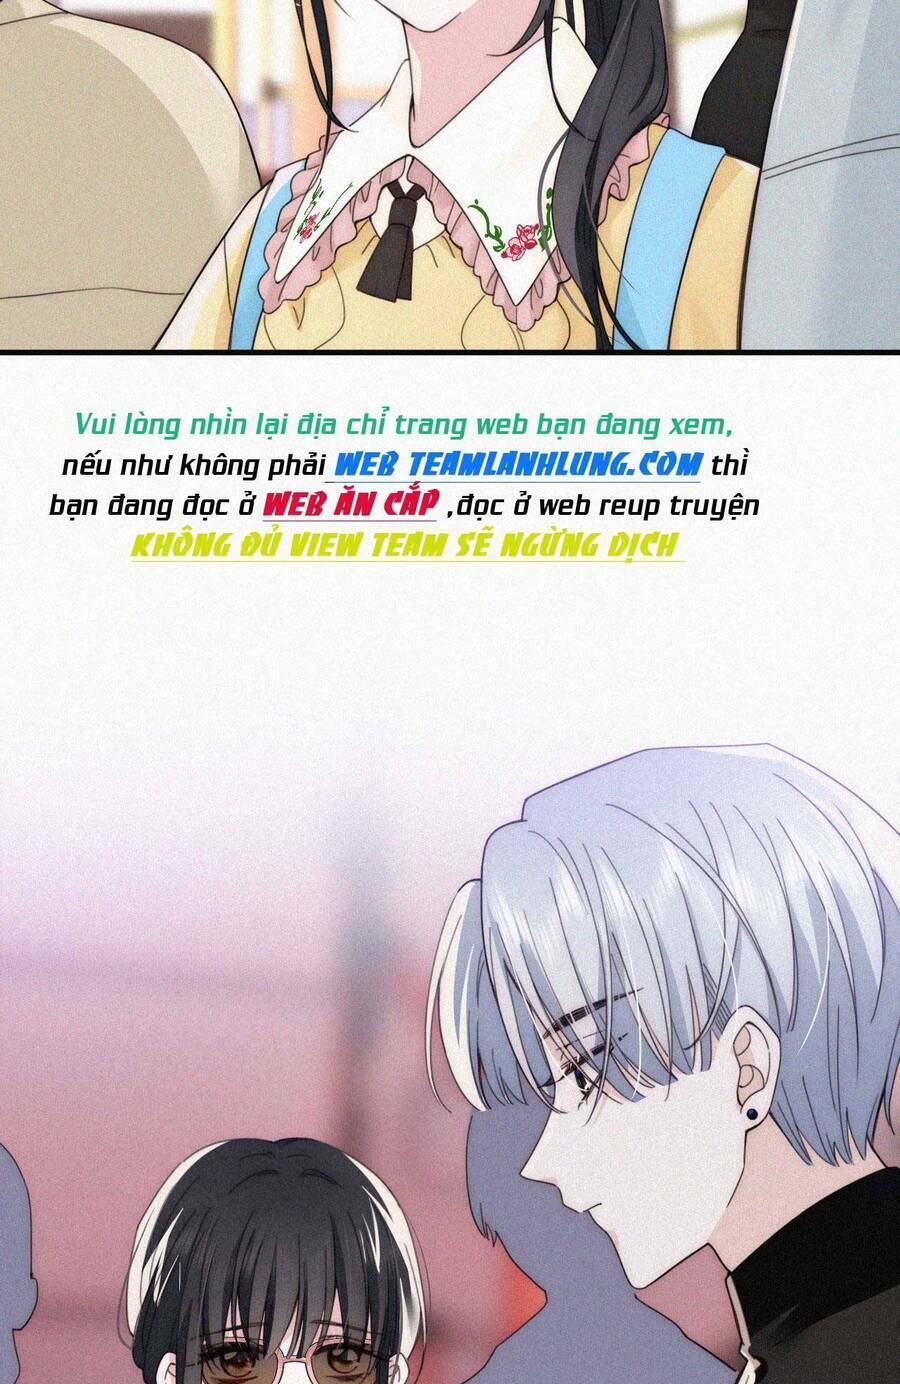 Vui lòng nhìn lại địa chỉ trang web bạn đang xem,
nếu như không phải WEB TEAMLANHLUNG.COM thì
bạn đang đọc ở WEB ĂN CẮP ,đọc ở web reup truyện
KHÔNG ĐỦ VIEW TEAM SẼ NGỪNG DỊCH